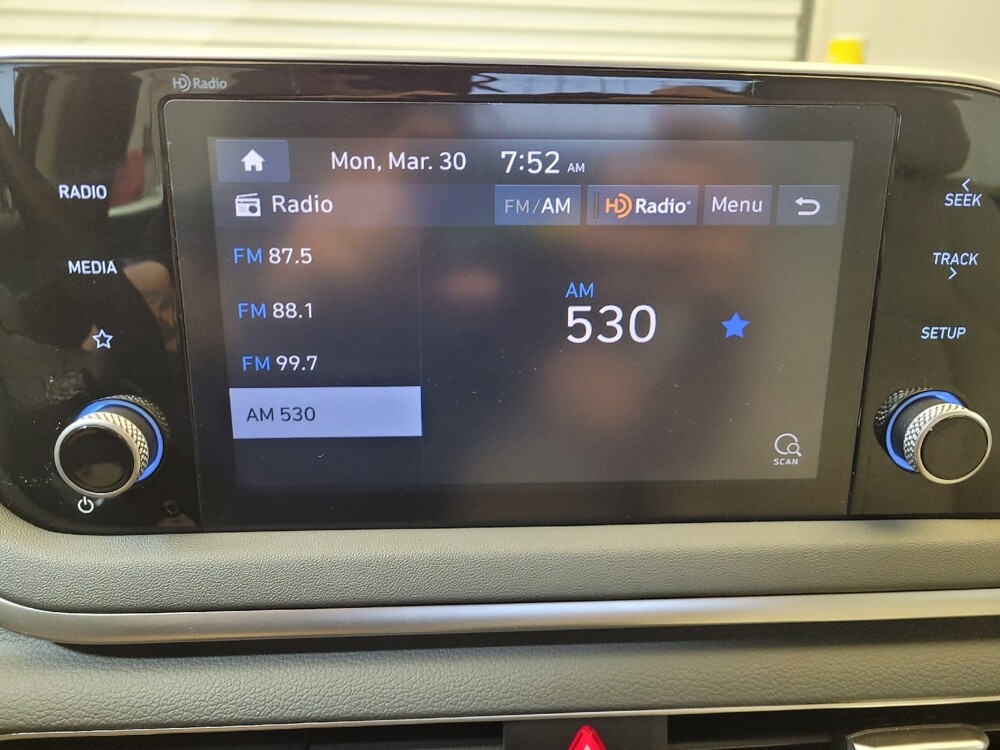 HD Radio
Mon, Mar. 30 7:52 AM
Radio FM/AM HD Radio® Menu
FM 87.5
FM 88.1
FM 99.7
AM 530
AM
530
SCAN
RADIO
MEDIA
SEEK
TRACK
SETUP